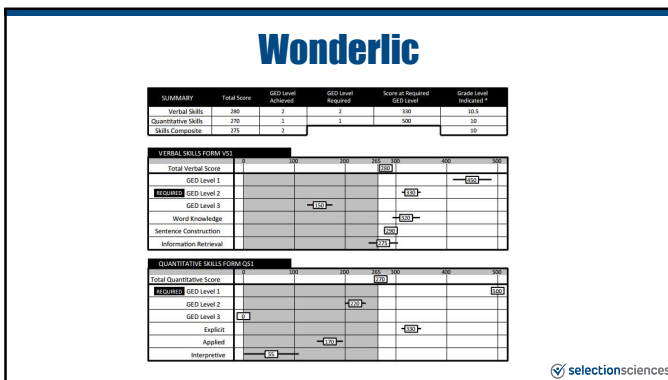 Wonderlic
SUMMARY Total Score GED Level Achieved GED Level Required Score at Required GED Level Grade Level Indicated *
Verbal Skills 280 2 2 330 10.5
Quantitative Skills 270 1 1 500 10
Skills Composite 275 2 10
VERBAL SKILLS FORM VS1
0 100 200 265 300 400 500
Total Verbal Score 280
GED Level 1 450
REQUIRED GED Level 2 330
GED Level 3 150
Word Knowledge 320
Sentence Construction 290
Information Retrieval 275
QUANTITATIVE SKILLS FORM QS1
0 100 200 265 300 400 500
Total Quantitative Score 270
REQUIRED GED Level 1 500
GED Level 2 220
GED Level 3 0
Explicit 330
Applied 170
Interpretive 55
selectionsciences